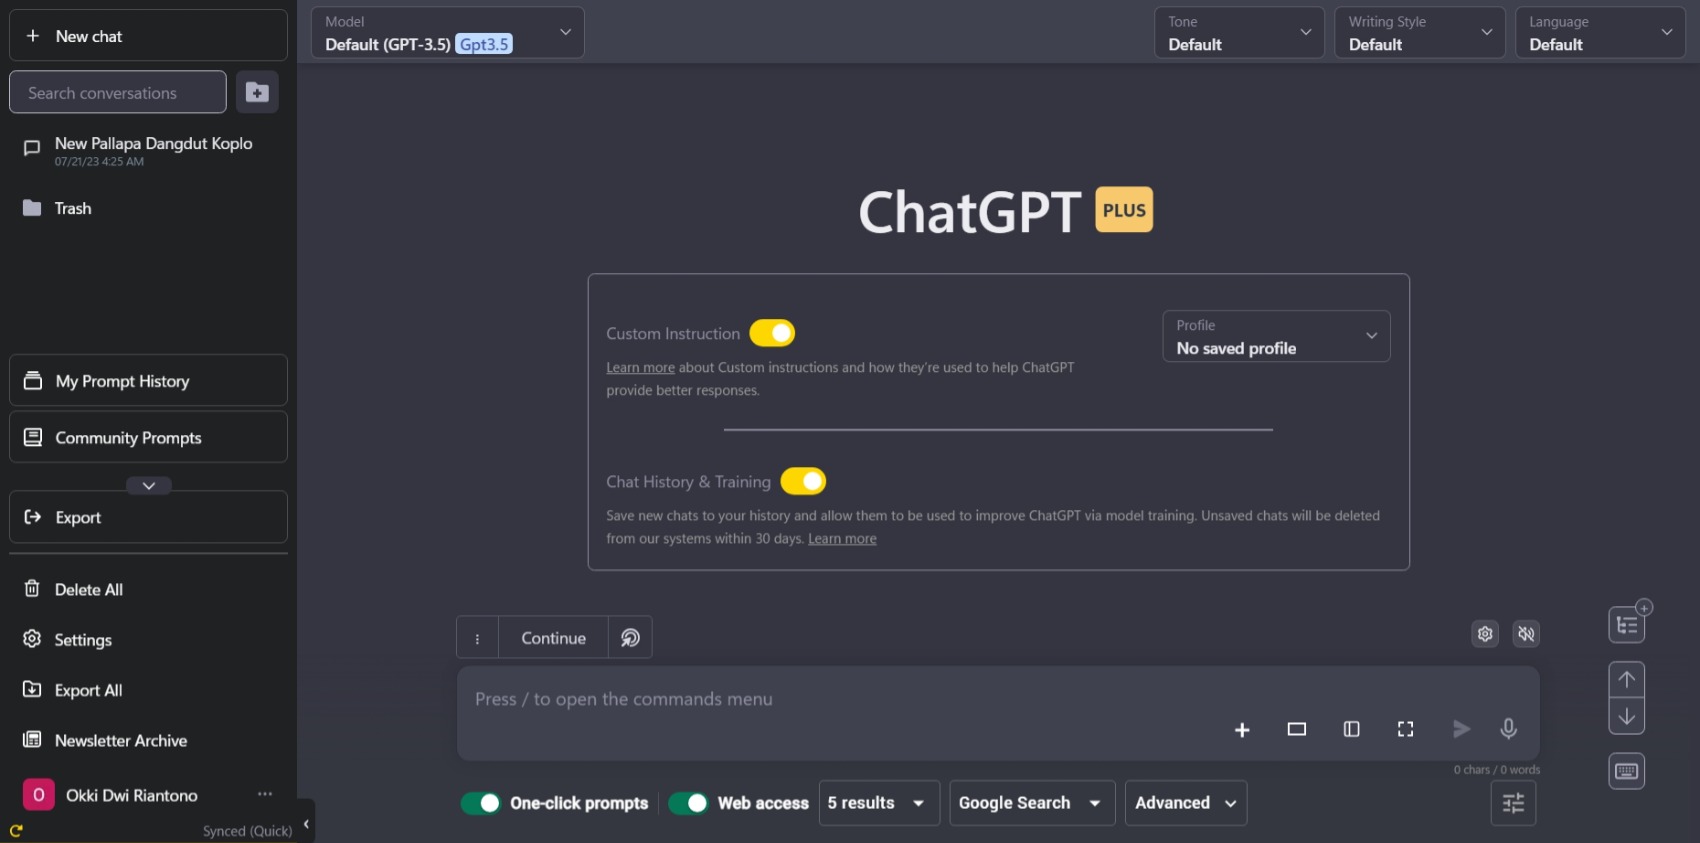 New chat
Search conversations
New Pallapa Dangdut Koplo
07/21/23 4:25 AM
Trash
My Prompt History
Community Prompts
Export
Delete All
Settings
Export All
Newsletter Archive
O
Okki Dwi Riantono
Synced (Quick)
Model
Default (GPT-3.5) Gpt3.5
Tone
Default
Writing Style
Default
Language
Default
ChatGPT PLUS
Custom Instruction
Profile
No saved profile
Learn more about Custom instructions and how they're used to help ChatGPT
provide better responses.
Chat History & Training
Save new chats to your history and allow them to be used to improve ChatGPT via model training. Unsaved chats will be deleted
from our systems within 30 days. Learn more
Continue
Press / to open the commands menu
0 chars / 0 words
One-click prompts
Web access
5 results
Google Search
Advanced